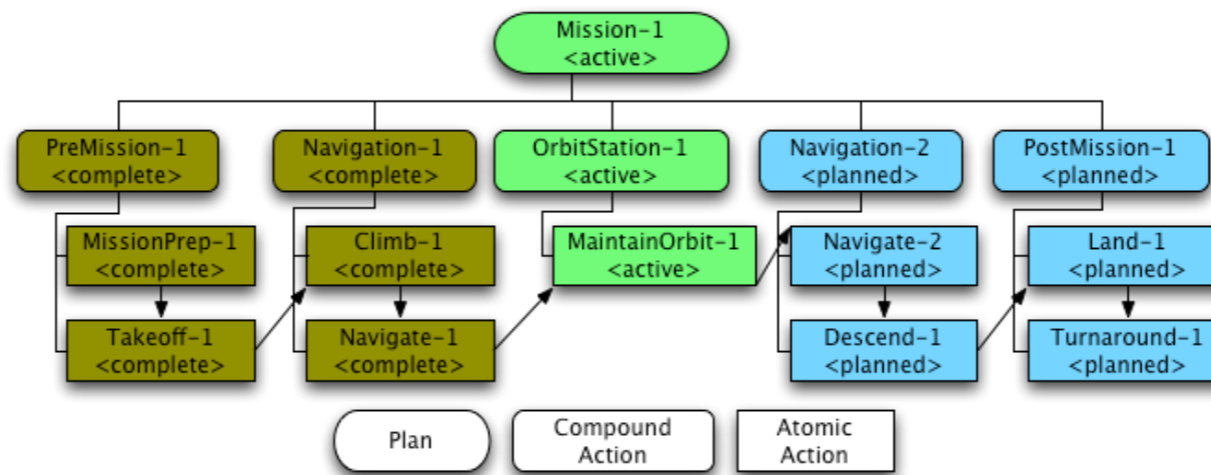 Mission-1
<active>
PreMission-1
<complete>
Navigation-1
<complete>
OrbitStation-1
<active>
Navigation-2
<planned>
PostMission-1
<planned>
MissionPrep-1
<complete>
Climb-1
<complete>
MaintainOrbit-1
<active>
Navigate-2
<planned>
Land-1
<planned>
Takeoff-1
<complete>
Navigate-1
<complete>
Descend-1
<planned>
Turnaround-1
<planned>
Plan
Compound
Action
Atomic
Action